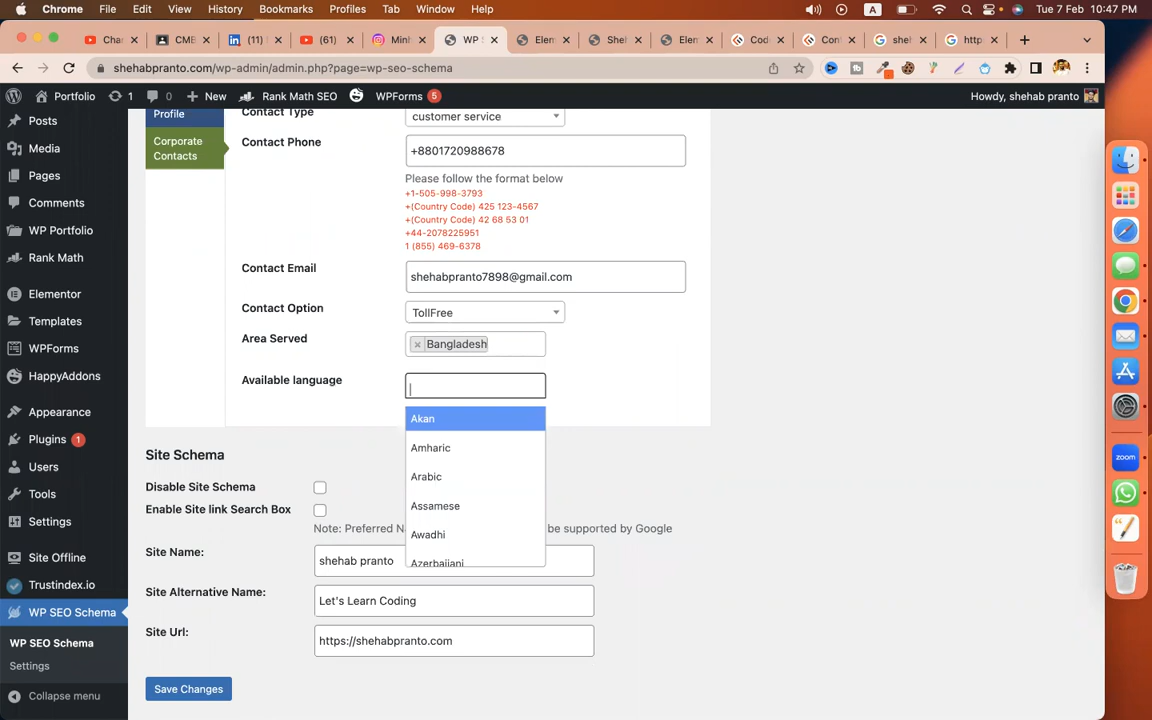 Chrome File Edit View History Bookmarks Profiles Tab Window Help A Tue 7 Feb 10:47 PM
Chan CMB (11) (61) Minh WP S Elem Shel Elem Cod Con sheh http
shehabpranto.com/wp-admin/admin.php?page=wp-seo-schema
Portfolio 1 0 New Rank Math SEO WPForms 5 Howdy, shehab pranto
Posts
Media
Pages
Comments
WP Portfolio
Rank Math
Elementor
Templates
WPForms
HappyAddons
Appearance
Plugins 1
Users
Tools
Settings
Site Offline
Trustindex.io
WP SEO Schema
WP SEO Schema
Settings
Collapse menu
Profile
Corporate
Contacts
Contact Type
customer service
Contact Phone
+8801720988678
Please follow the format below
+1-505-998-3793
+(Country Code) 425 123-4567
+(Country Code) 42 68 53 01
+44-2078225951
1 (855) 469-6378
Contact Email
shehabpranto7898@gmail.com
Contact Option
TollFree
Area Served
× Bangladesh
Available language
Akan
Amharic
Arabic
Assamese
Awadhi
Azerbaijani
Site Schema
Disable Site Schema
Enable Site link Search Box
Note: Preferred Na be supported by Google
Site Name:
shehab pranto
Site Alternative Name:
Let's Learn Coding
Site Url:
https://shehabpranto.com
Save Changes
zoom